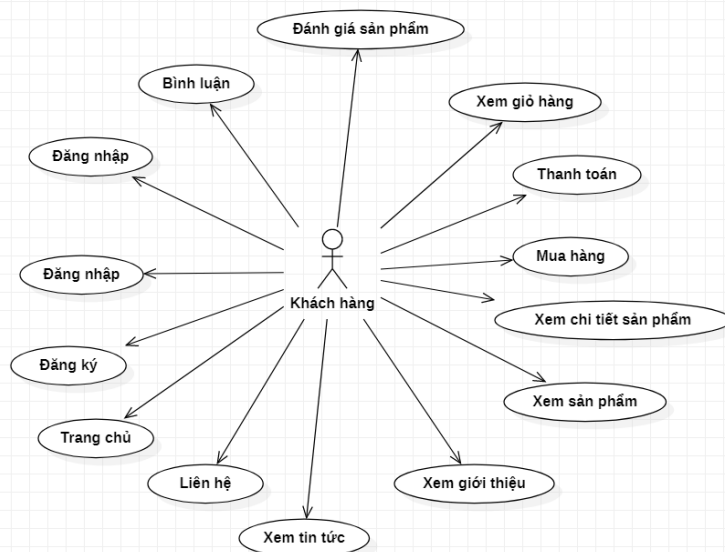 Đánh giá sản phẩm
Bình luận
Xem giỏ hàng
Đăng nhập
Thanh toán
Mua hàng
Đăng nhập
Khách hàng
Xem chi tiết sản phẩm
Đăng ký
Xem sản phẩm
Trang chủ
Liên hệ
Xem giới thiệu
Xem tin tức